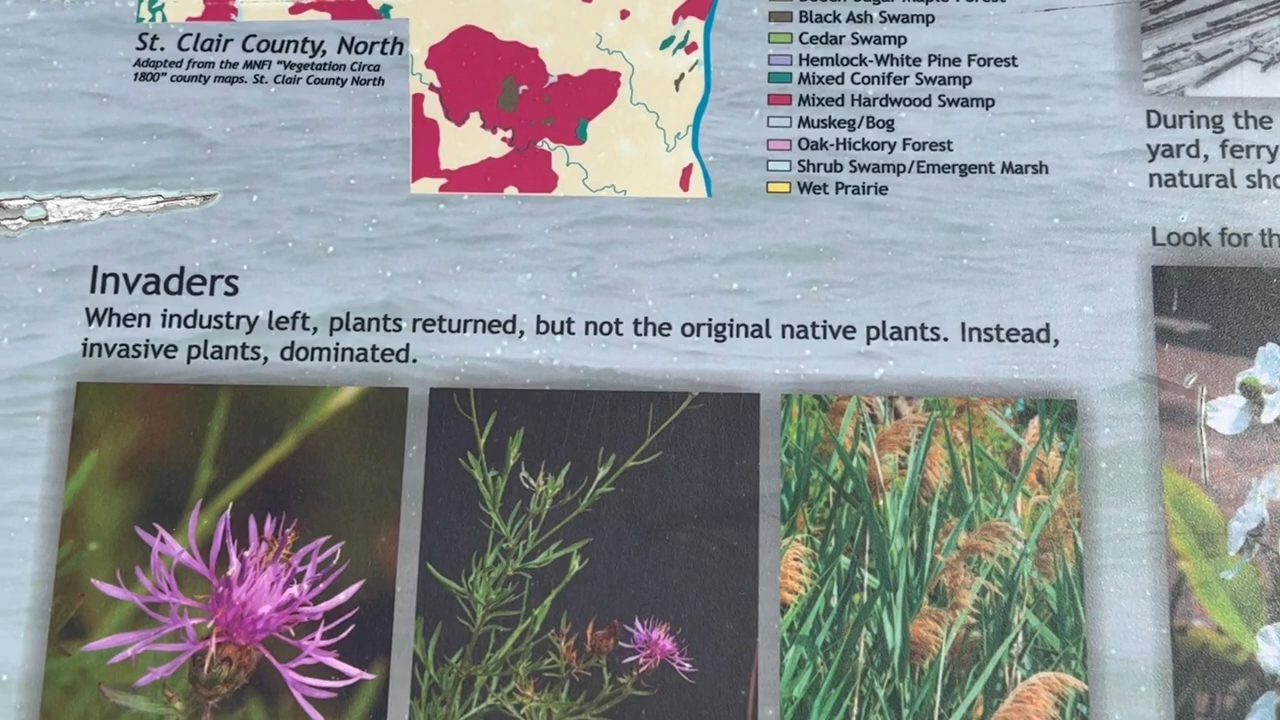 St. Clair County, North
Adapted from the MNFI "Vegetation Circa
1800" county maps. St. Clair County North
Black Ash Swamp
Cedar Swamp
Hemlock-White Pine Forest
Mixed Conifer Swamp
Mixed Hardwood Swamp
Muskeg/Bog
Oak-Hickory Forest
Shrub Swamp/Emergent Marsh
Wet Prairie
Invaders
When industry left, plants returned, but not the original native plants. Instead,
invasive plants, dominated.
During the
yard, ferry
natural
Look for